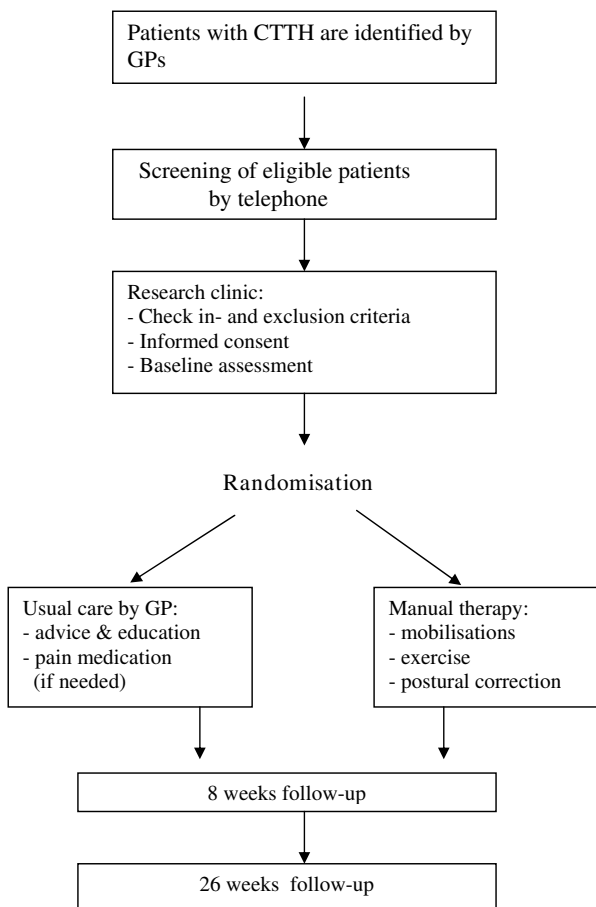 Patients with CTTH are identified by
GPs
Screening of eligible patients
by telephone
Research clinic:
- Check in- and exclusion criteria
- Informed consent
- Baseline assessment
Randomisation
Usual care by GP:
- advice & education
- pain medication
(if needed)
Manual therapy:
- mobilisations
- exercise
- postural correction
8 weeks follow-up
26 weeks follow-up